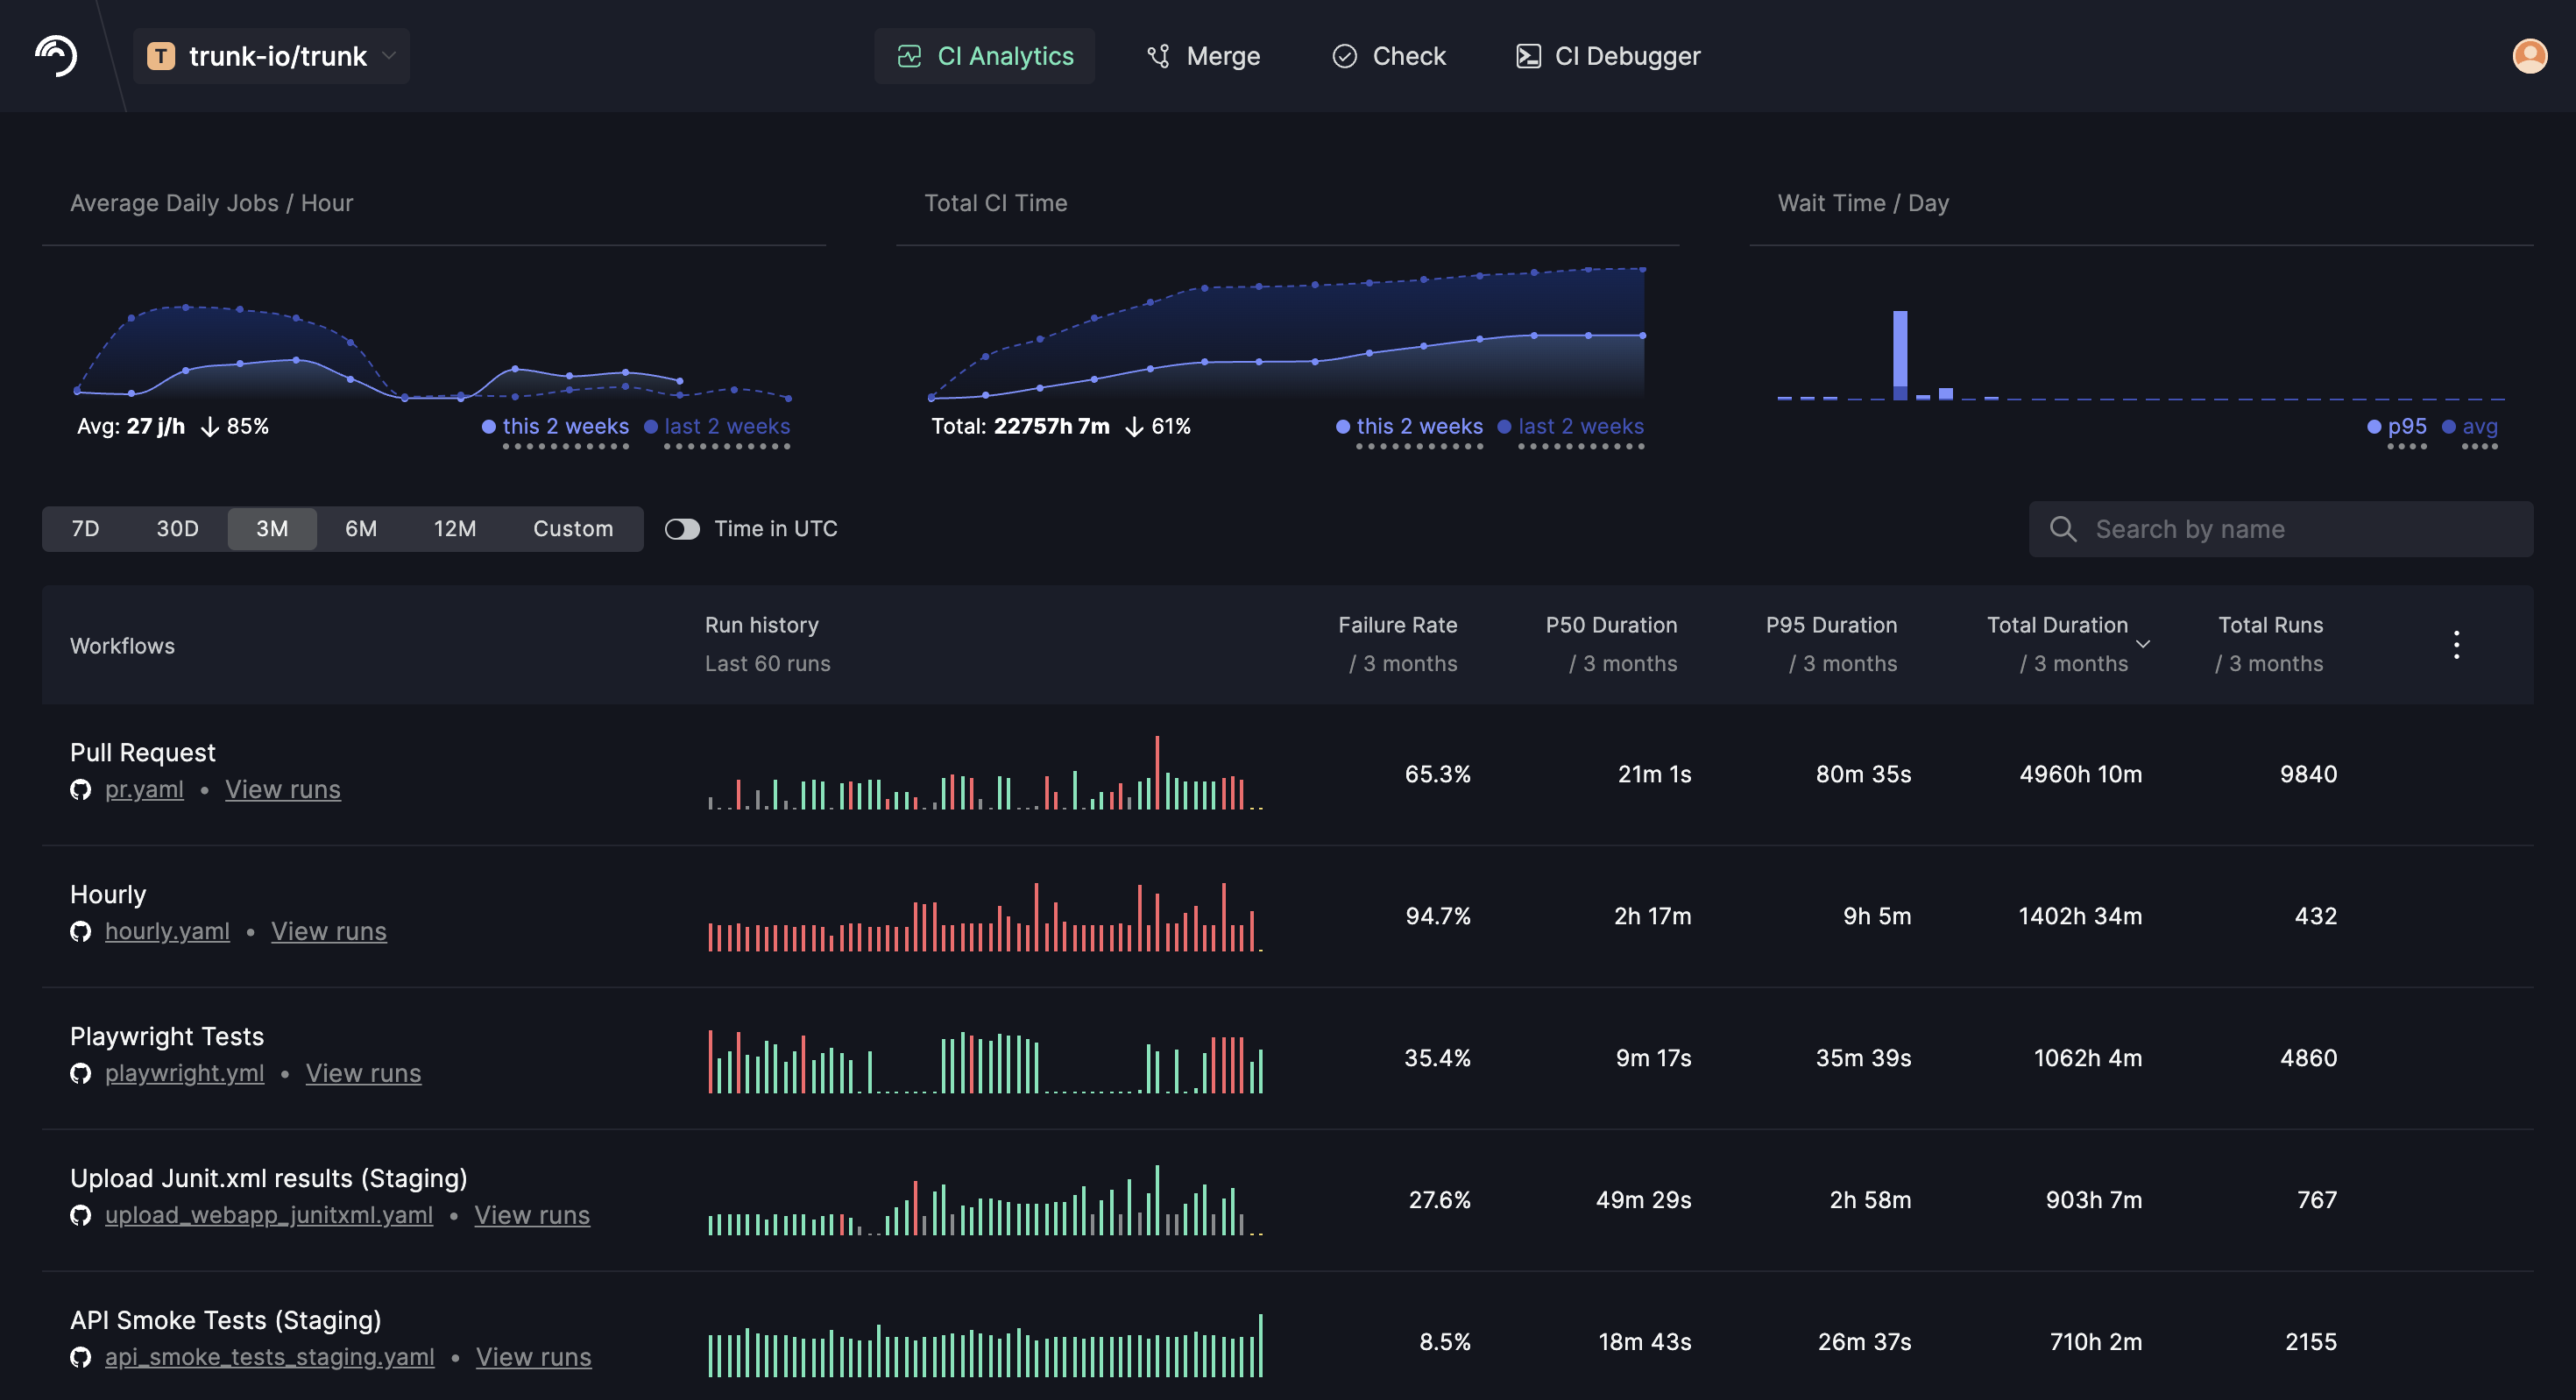 T trunk-io/trunk
CI Analytics
Merge
Check
CI Debugger
Average Daily Jobs / Hour
Avg: 27 j/h ↓ 85%
this 2 weeks
last 2 weeks
Total CI Time
Total: 22757h 7m ↓ 61%
this 2 weeks
last 2 weeks
Wait Time / Day
p95
avg
7D 30D 3M 6M 12M Custom
Time in UTC
Search by name
Workflows
Run history
Last 60 runs
Failure Rate
/ 3 months
P50 Duration
/ 3 months
P95 Duration
/ 3 months
Total Duration
/ 3 months
Total Runs
/ 3 months
Pull Request
pr.yaml • View runs
65.3% 21m 1s 80m 35s 4960h 10m 9840
Hourly
hourly.yaml • View runs
94.7% 2h 17m 9h 5m 1402h 34m 432
Playwright Tests
playwright.yml • View runs
35.4% 9m 17s 35m 39s 1062h 4m 4860
Upload Junit.xml results (Staging)
upload_webapp_junitxml.yaml • View runs
27.6% 49m 29s 2h 58m 903h 7m 767
API Smoke Tests (Staging)
api_smoke_tests_staging.yaml • View runs
8.5% 18m 43s 26m 37s 710h 2m 2155